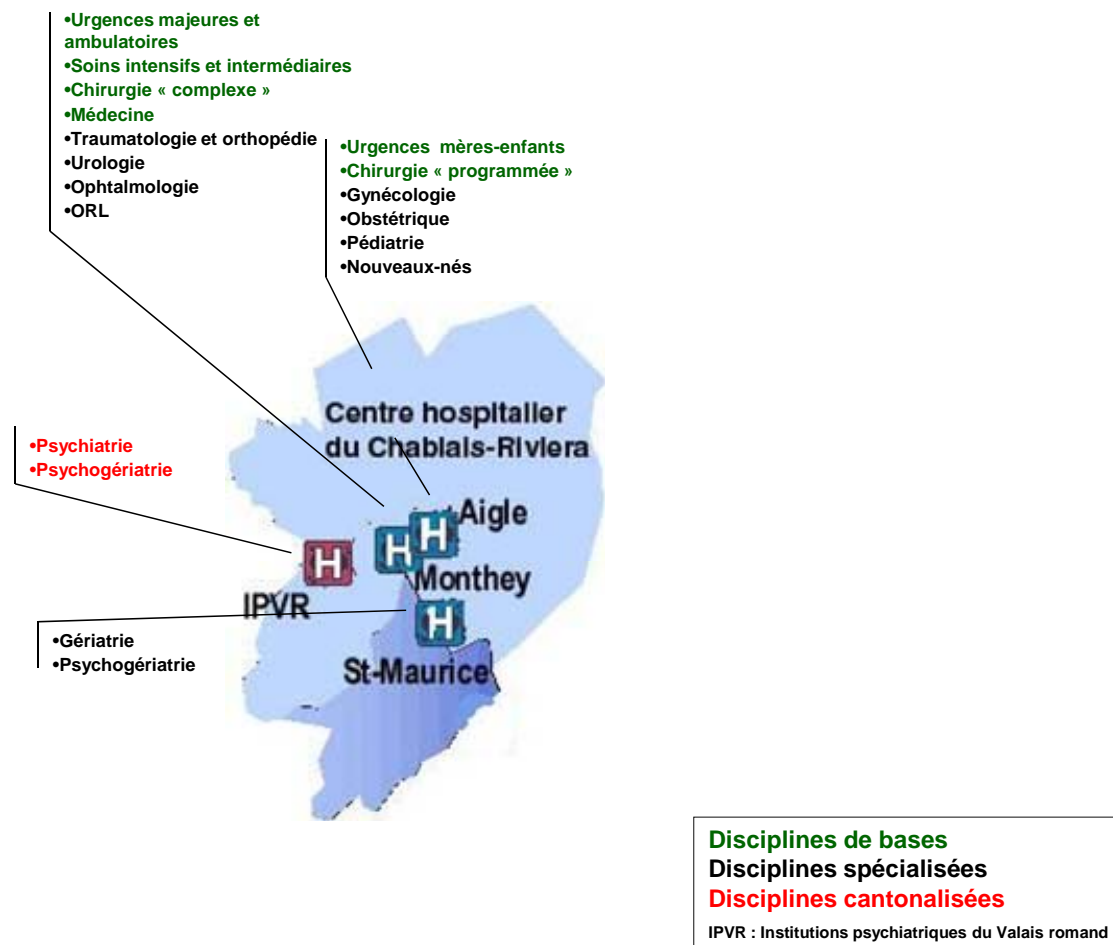 •Urgences majeures et
ambulatoires
•Soins intensifs et intermédiaires
•Chirurgie « complexe »
•Médecine
•Traumatologie et orthopédie
•Urologie
•Ophtalmologie
•ORL
•Urgences  mères-enfants
•Chirurgie « programmée »
•Gynécologie
•Obstétrique
•Pédiatrie
•Nouveaux-nés
Centre hospitalier
du Chablais-Riviera
•Psychiatrie
•Psychogériatrie
H
Aigle
H
H
Monthey
IPVR
H
St-Maurice
•Gériatrie
•Psychogériatrie
Disciplines de bases
Disciplines spécialisées
Disciplines cantonalisées
IPVR : Institutions psychiatriques du Valais romand